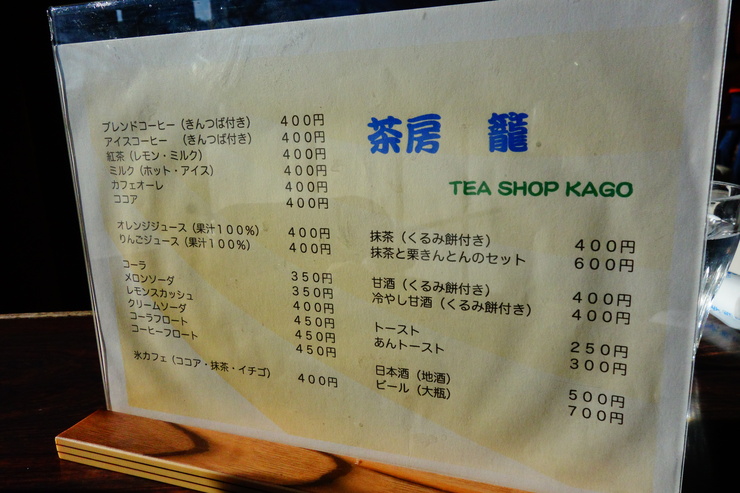 茶房　籠
TEA SHOP KAGO
ブレンドコーヒー（きんつば付き） ４００円
アイスコーヒー　（きんつば付き） ４００円
紅茶（レモン・ミルク） ４００円
ミルク（ホット・アイス） ４００円
カフェオーレ ４００円
ココア ４００円
オレンジジュース（果汁１００％） ４００円
りんごジュース（果汁１００％） ４００円
コーラ ３５０円
メロンソーダ ３５０円
レモンスカッシュ ４００円
クリームソーダ ４５０円
コーラフロート ４５０円
コーヒーフロート ４５０円
氷カフェ（ココア・抹茶・イチゴ） ４００円
抹茶（くるみ餅付き） ４００円
抹茶と栗きんとんのセット ６００円
甘酒（くるみ餅付き） ４００円
冷やし甘酒（くるみ餅付き） ４００円
トースト ２５０円
あんトースト ３００円
日本酒（地酒） ５００円
ビール（大瓶） ７００円